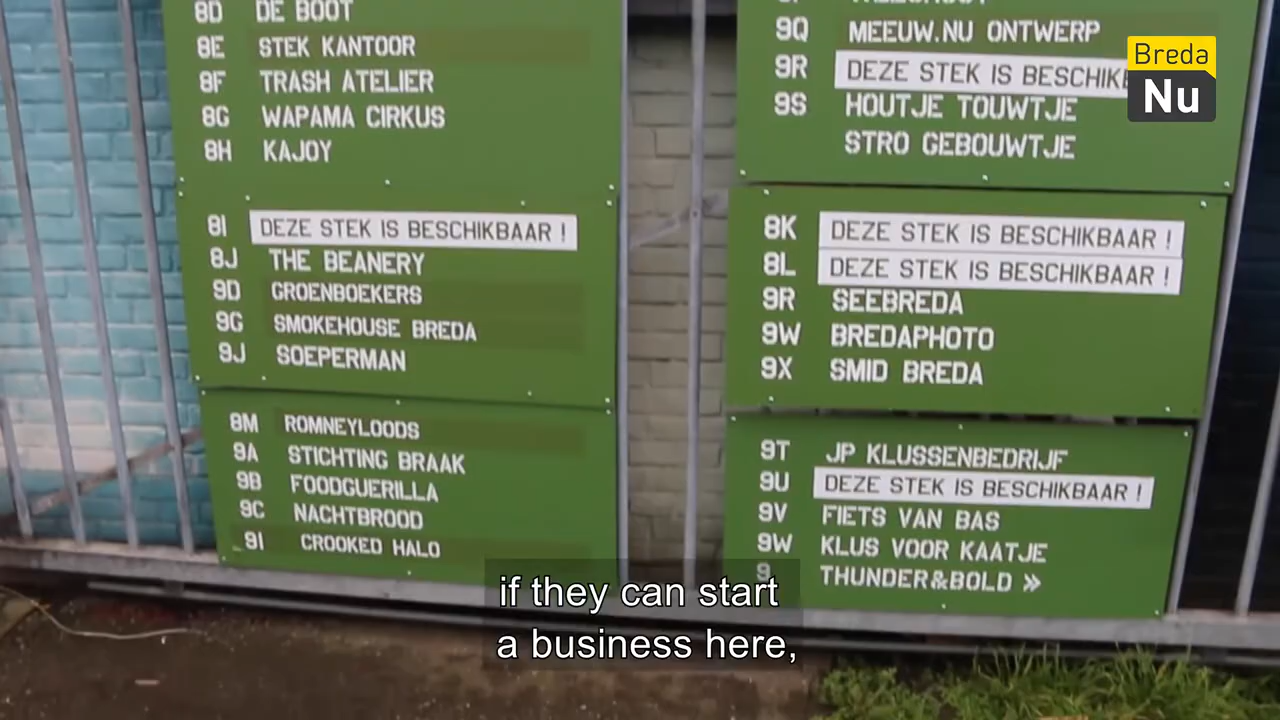 8D DE BOOT
8E STEK KANTOOR
8F TRASH ATELIER
8G WAPAMA CIRKUS
8H KAJOY
8I DEZE STEK IS BESCHIKBAAR !
8J THE BEANERY
9D GROENBOEKERS
9G SMOKEHOUSE BREDA
9J SOEPERMAN
8M ROMNEYLOODS
9A STICHTING BRAAK
9B FOODGUERILLA
9C NACHTBROOD
9I CROOKED HALO
9Q MEEUW.NU ONTWERP
9R DEZE STEK IS
9S HOUTJE TOUWTJE
STRO GEBOUWTJE
8K DEZE STEK IS BESCHIKBAAR !
8L DEZE STEK IS BESCHIKBAAR !
9R SEEBREDA
9W BREDAPHOTO
9X SMID BREDA
9T JP KLUSSENBEDRIJF
9U DEZE STEK IS BESCHIKBAAR !
9V FIETS VAN BAS
9W KLUS VOOR KAATJE
THUNDER&BOLD »
Breda
Nu
if they can start
a business here,